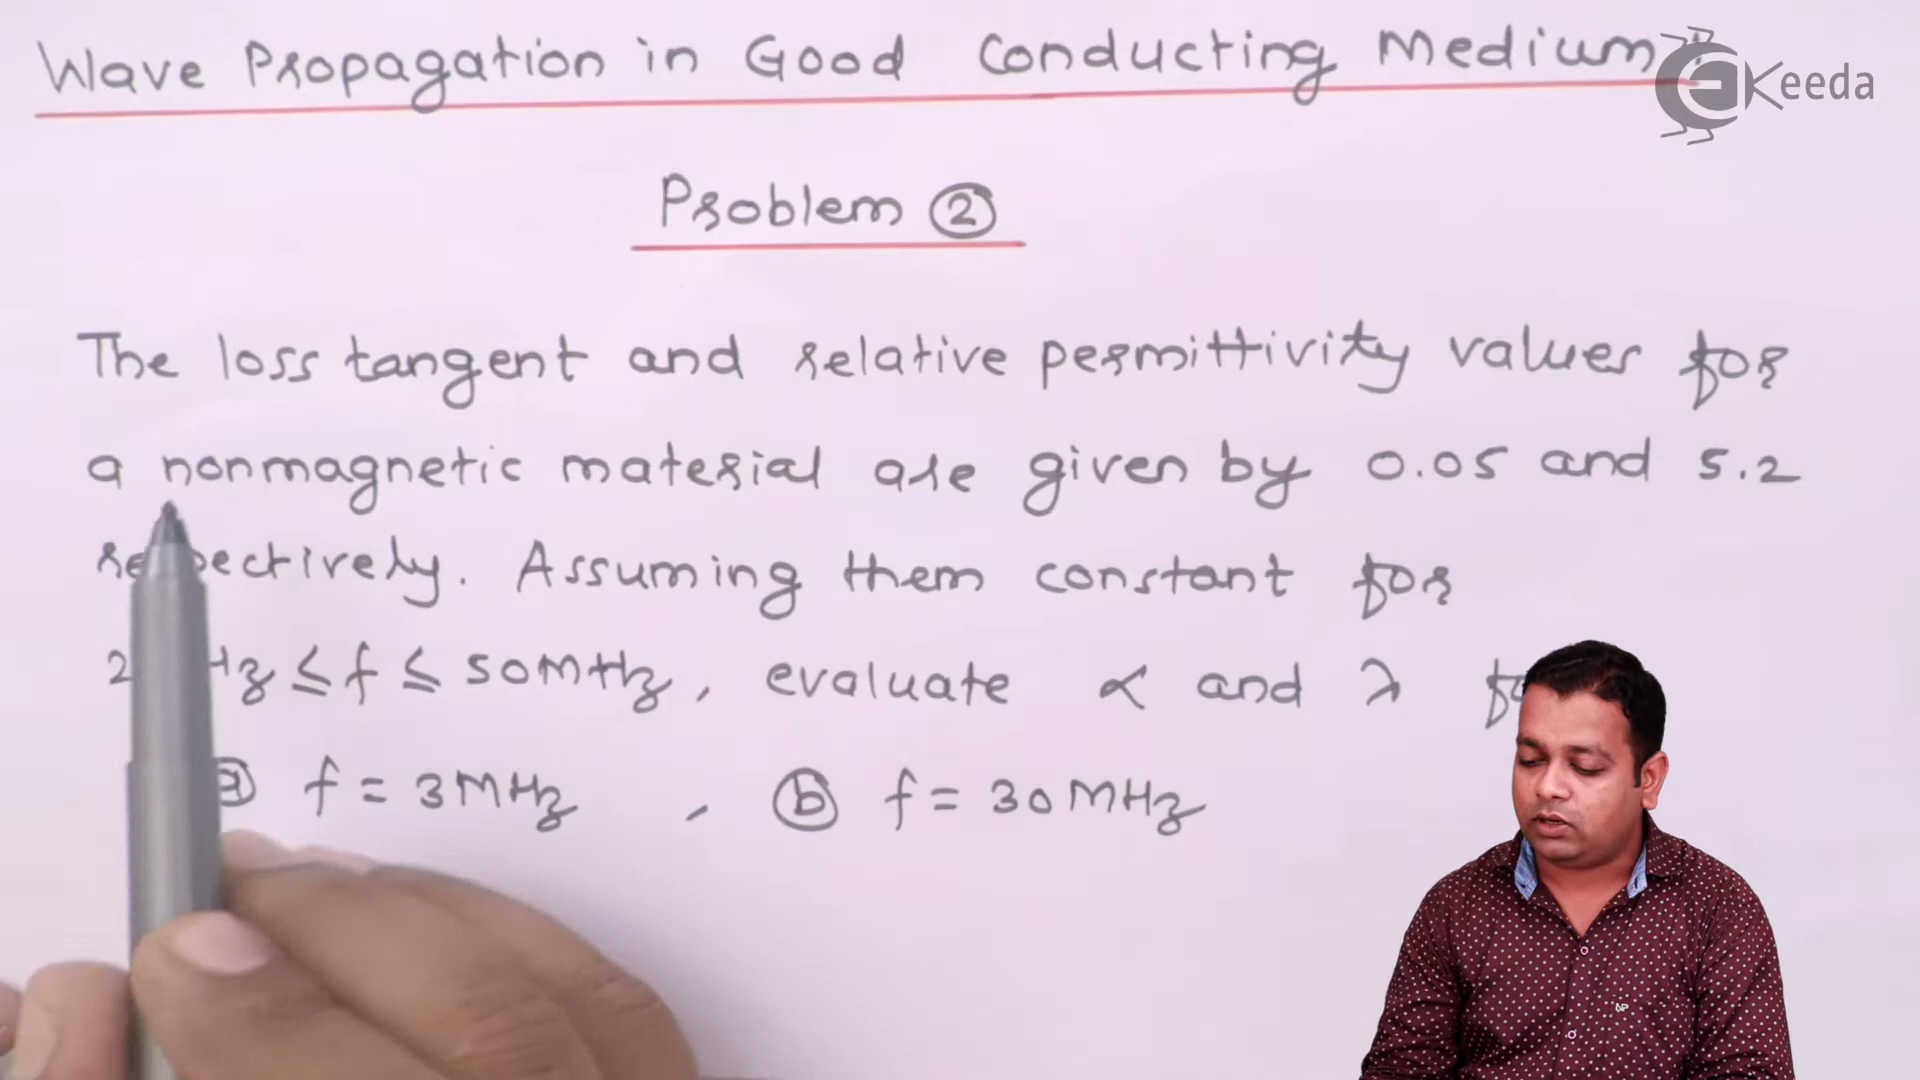 Wave Propagation in Good Conducting Medium:
Keeda
Problem ②
The loss tangent and relative permittivity values for
a nonmagnetic material are given by 0.05 and 5.2
Assuming them constant for
≤ f ≤ 50MHz, evaluate α and λ
ⓐ f = 3MHz , ⓑ f = 30MHz